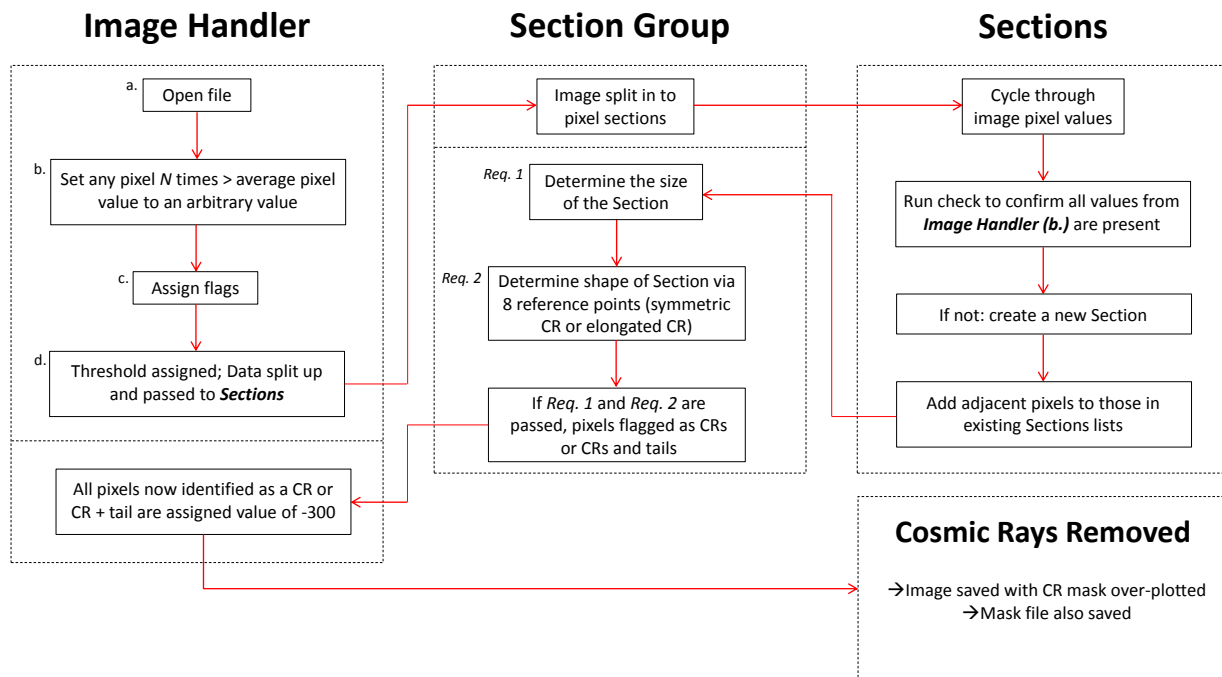 Image Handler
a.
Open file
b.
Set any pixel N times > average pixel
value to an arbitrary value
c.
Assign flags
d.
Threshold assigned; Data split up
and passed to Sections
All pixels now identified as a CR or
CR + tail are assigned value of -300
Section Group
Image split in to
pixel sections
Req. 1
Determine the size
of the Section
Req. 2
Determine shape of Section via
8 reference points (symmetric
CR or elongated CR)
If Req. 1 and Req. 2 are
passed, pixels flagged as CRs
or CRs and tails
Sections
Cycle through
image pixel values
Run check to confirm all values from
Image Handler (b.) are present
If not: create a new Section
Add adjacent pixels to those in
existing Sections lists
Cosmic Rays Removed
→Image saved with CR mask over-plotted
→Mask file also saved